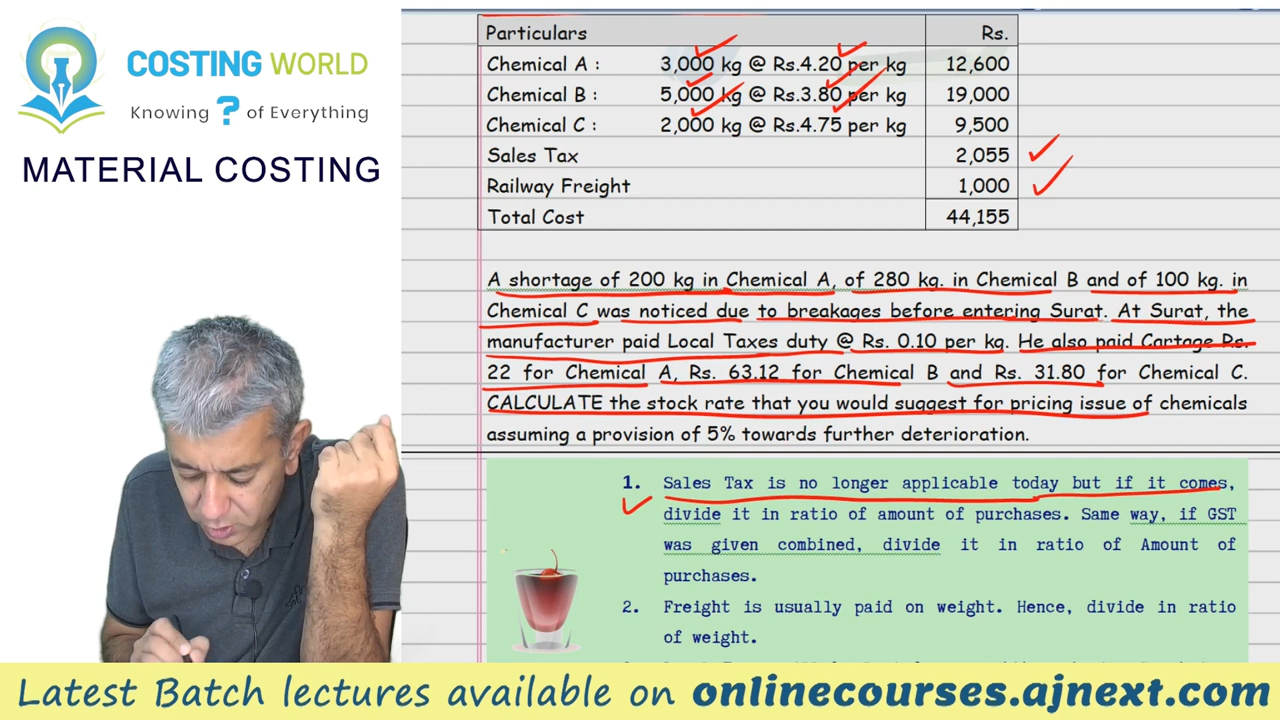 COSTING WORLD
Knowing ? of Everything
MATERIAL COSTING
Particulars Rs.
Chemical A : 3,000 kg @ Rs.4.20 per kg 12,600
Chemical B : 5,000 kg @ Rs.3.80 per kg 19,000
Chemical C : 2,000 kg @ Rs.4.75 per kg 9,500
Sales Tax 2,055
Railway Freight 1,000
Total Cost 44,155
A shortage of 200 kg in Chemical A, of 280 kg. in Chemical B and of 100 kg. in
Chemical C was noticed due to breakages before entering Surat. At Surat, the
manufacturer paid Local Taxes duty @ Rs. 0.10 per kg. He also paid Cartage Rs.
22 for Chemical A, Rs. 63.12 for Chemical B and Rs. 31.80 for Chemical C.
CALCULATE the stock rate that you would suggest for pricing issue of chemicals
assuming a provision of 5% towards further deterioration.
1. Sales Tax is no longer applicable today but if it comes,
divide it in ratio of amount of purchases. Same way, if GST
was given combined, divide it in ratio of Amount of
purchases.
2. Freight is usually paid on weight. Hence, divide in ratio
of weight.
Latest Batch lectures available on onlinecourses.ajnext.com